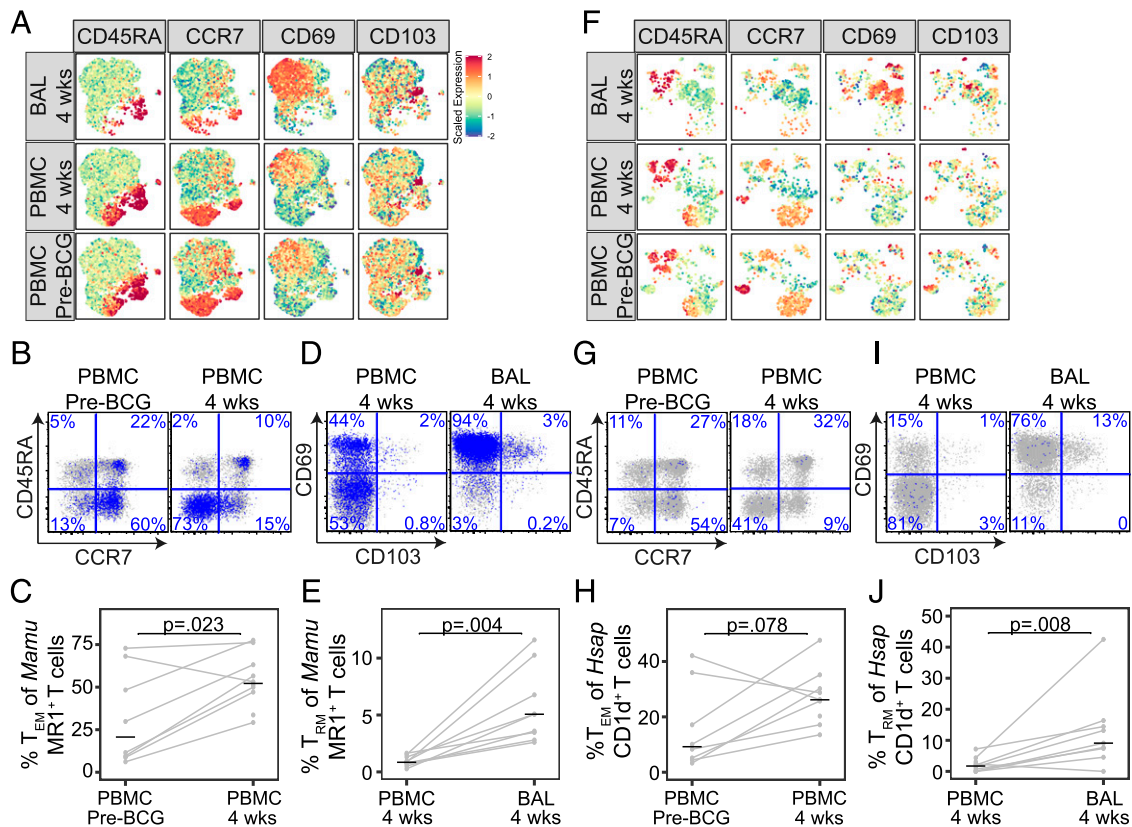 A
CD45RA CCR7 CD69 CD103
BAL
4 wks
PBMC
4 wks
PBMC
Pre-BCG
Scaled Expression
2
1
0
-1
-2
F
CD45RA CCR7 CD69 CD103
BAL
4 wks
PBMC
4 wks
PBMC
Pre-BCG
B
PBMC
Pre-BCG
PBMC
4 wks
5% 22% 2% 10%
13% 60% 73% 15%
CD45RA
CCR7
D
PBMC
4 wks
BAL
4 wks
44% 2% 94% 3%
53% 0.8% 3% 0.2%
CD69
CD103
G
PBMC
Pre-BCG
PBMC
4 wks
11% 27% 18% 32%
7% 54% 41% 9%
CD45RA
CCR7
I
PBMC
4 wks
BAL
4 wks
15% 1% 76% 13%
81% 3% 11% 0
CD69
CD103
C
p=.023
% TEM of Mamu
MR1+ T cells
75
50
25
0
PBMC
Pre-BCG
PBMC
4 wks
E
p=.004
% TRM of Mamu
MR1+ T cells
10
5
0
PBMC
4 wks
BAL
4 wks
H
p=.078
%TEM of Hsap
CD1d+ T cells
40
20
0
PBMC
Pre-BCG
PBMC
4 wks
J
p=.008
% TRM of Hsap
CD1d+ T cells
50
40
30
20
10
0
PBMC
4 wks
BAL
4 wks